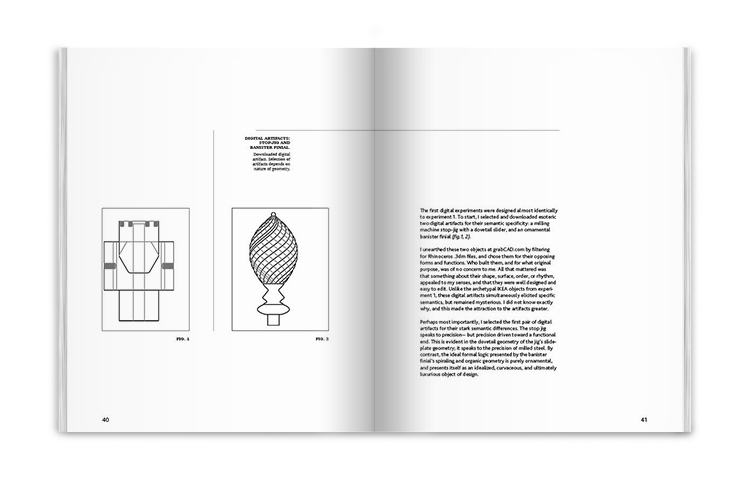 DIGITAL ARTIFACTS:
STOP-JIG AND
BANISTER FINIAL.
Downloaded digital
artifact. Selection of
artifacts depends on
nature of geometry.
FIG. 1
FIG. 2
40
The first digital experiments were designed almost identically
to experiment 1. To start, I selected and downloaded esoteric
two digital artifacts for their semantic specificity: a milling
machine stop-jig with a dovetail slider, and an ornamental
banister finial (fig 1, 2).
I unearthed these two objects at grabCAD.com by filtering
for Rhinoceros .3dm files, and chose them for their opposing
forms and functions. Who built them, and for what original
purpose, was of no concern to me. All that mattered was
that something about their shape, surface, order, or rhythm,
appealed to my senses, and that they were well designed and
easy to edit. Unlike the archetypal IKEA objects from experi-
ment 1, these digital artifacts simultaneously elicited specific
semantics, but remained mysterious. I did not know exactly
why, and this made the attraction to the artifacts greater.
Perhaps most importantly, I selected the first pair of digital
artifacts for their stark semantic differences. The stop jig
speaks to precision— but precision driven toward a functional
end. This is evident in the dovetail geometry of the jig's slide-
plate geometry; it speaks to the precision of milled steel. By
contrast, the ideal formal logic presented by the banister
finial's spiraling and organic geometry is purely ornamental,
and presents itself as an idealized, curvaceous, and ultimately
luxurious object of design.
41